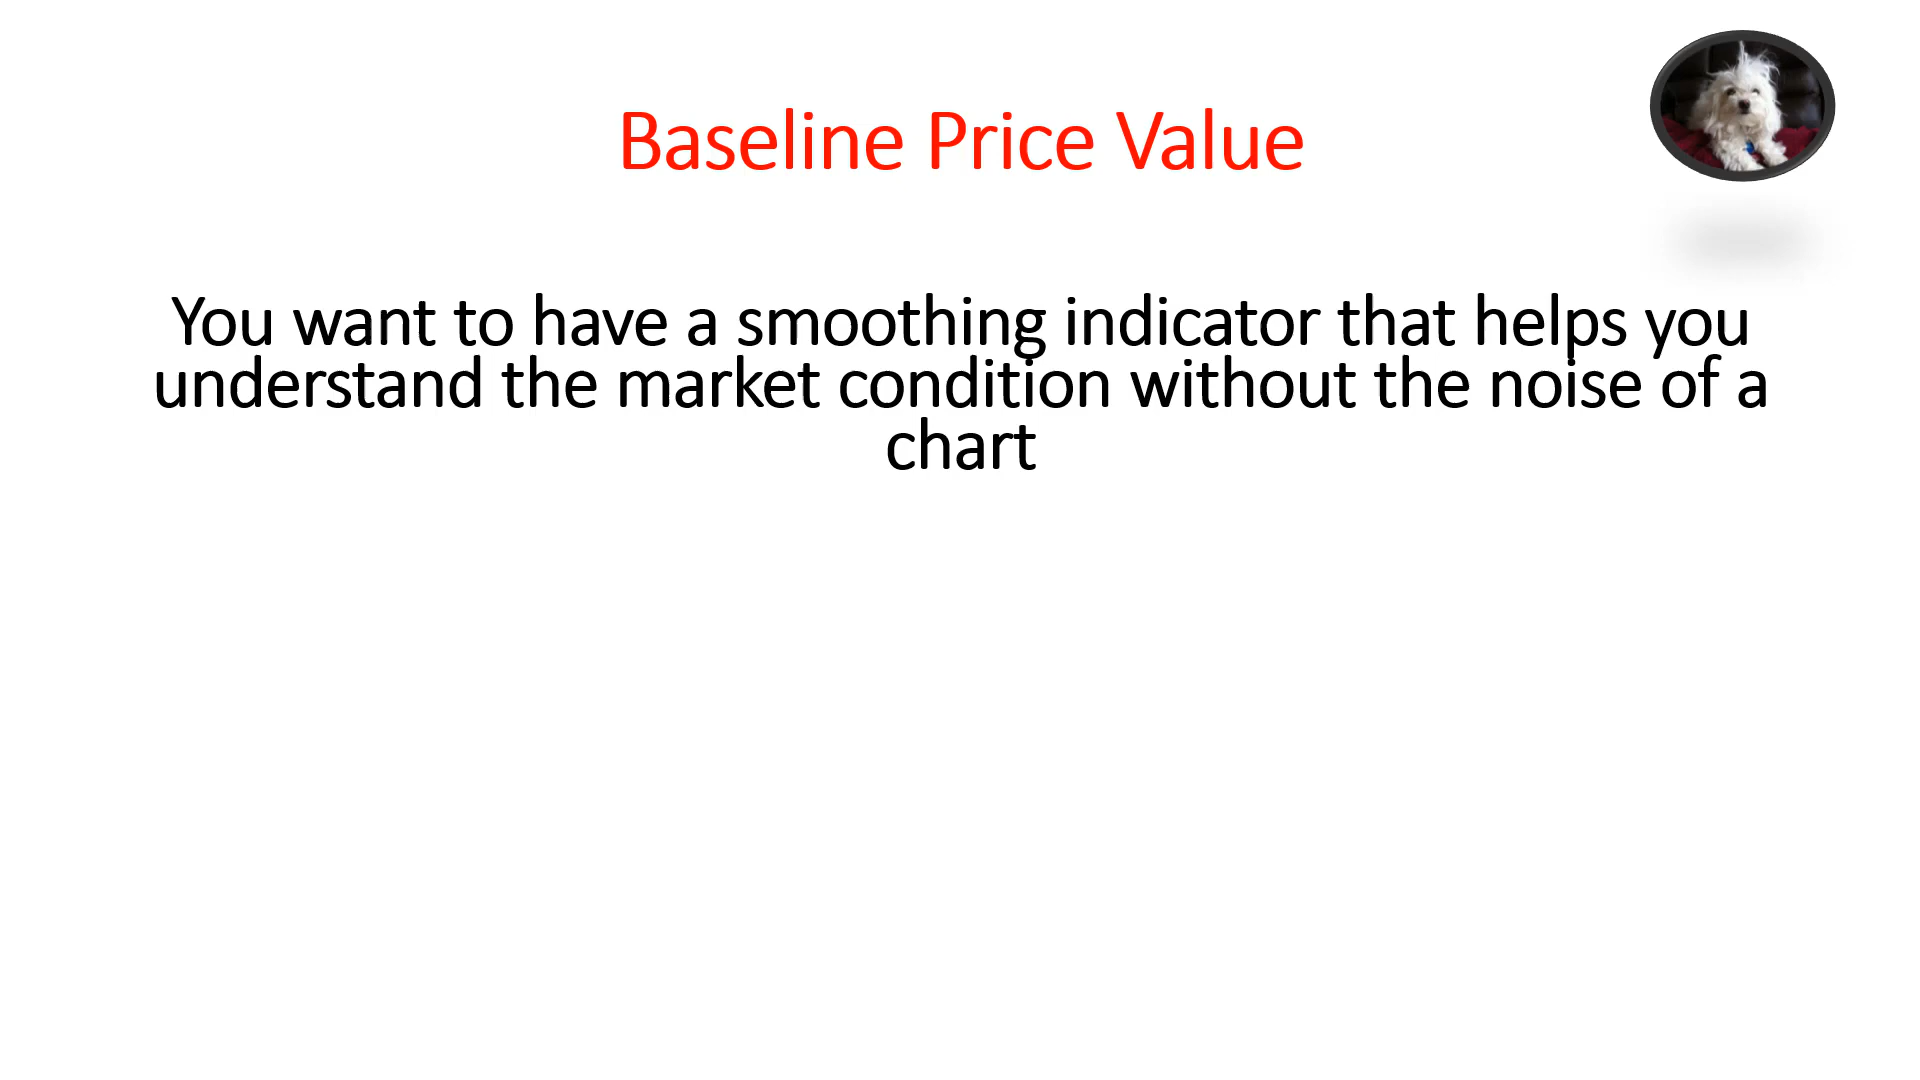 Baseline Price Value
You want to have a smoothing indicator that helps you
understand the market condition without the noise of a
chart